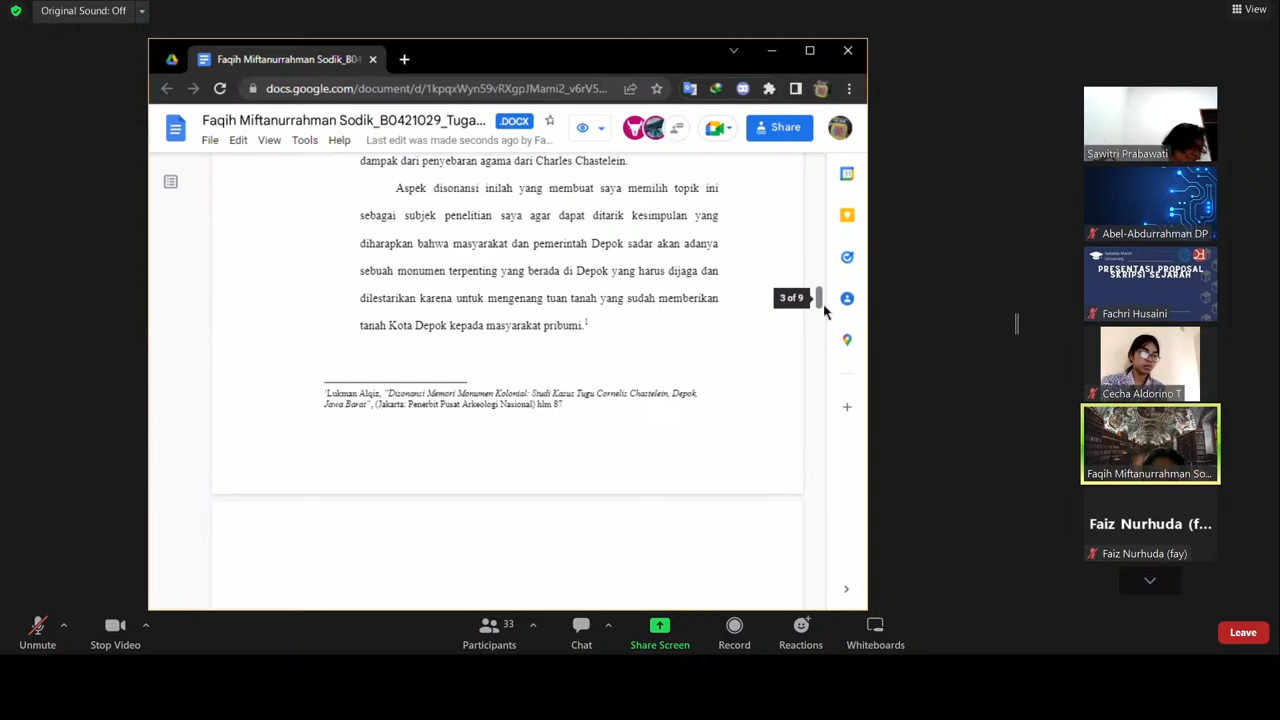 Original Sound: Off
View
Faqih Miftanurrahman Sodik_B04
docs.google.com/document/d/1kpqxWyn59vRXgpJMami2_v6rV5...
Faqih Miftanurrahman Sodik_B0421029_Tuga...
.DOCX
Share
File Edit View Tools Help
Last edit was made seconds ago by Fa...
dampak dari penyebaran agama dari Charles Chastelein.
Aspek disonansi inilah yang membuat saya memilih topik ini
sebagai subjek penelitian saya agar dapat ditarik kesimpulan yang
diharapkan bahwa masyarakat dan pemerintah Depok sadar akan adanya
sebuah monumen terpenting yang berada di Depok yang harus dijaga dan
dilestarikan karena untuk mengenang tuan tanah yang sudah memberikan
tanah Kota Depok kepada masyarakat pribumi.1
3 of 9
1Lukman Alqiz, "Disonansi Memori Monumen Kolonial: Studi Kasus Tugu Cornelis Chastelein, Depok,
Jawa Barat", (Jakarta: Penerbit Pusat Arkeologi Nasional) hlm 87
Sawitri Prabawati
Abel-Abdurrahman DP
PRESENTASI PROPOSAL
SKRIPSI SEJARAH
Fachri Husaini
Cecha Aldorino T
Faqih Miftanurrahman So...
Faiz Nurhuda (f...
Faiz Nurhuda (fay)
Unmute
Stop Video
33
Participants
Chat
Share Screen
Record
Reactions
Whiteboards
Leave